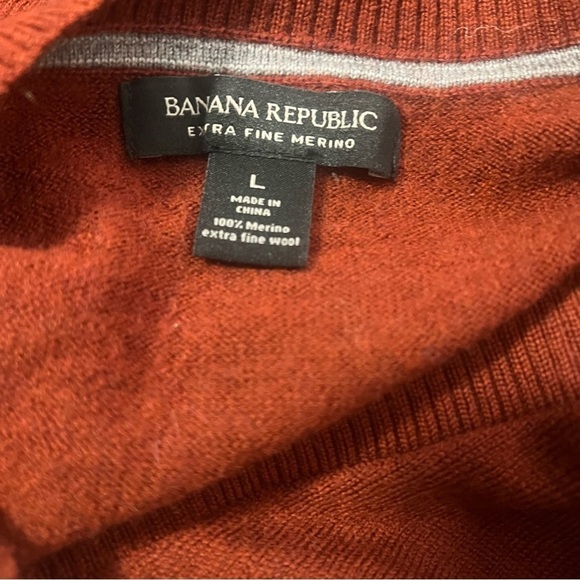 BANANA REPUBLIC
EXTRA FINE MERINO
L
MADE IN
CHINA
100% Merino
extra fine wool